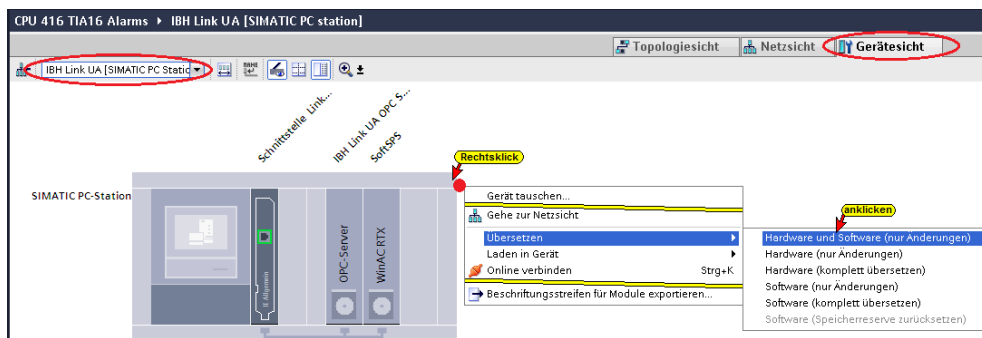 CPU 416 TIA16 Alarms ▸ IBH Link UA [SIMATIC PC station]
Topologiesicht Netzsicht Gerätesicht
IBH Link UA [SIMATIC PC Static
Schnittstelle Link...
IBH Link UA OPC S...
SoftSPS
Rechtsklick
SIMATIC PC-Station
IE Allgemein
OPC-Server
WinAC RTX
Gerät tauschen...
Gehe zur Netzsicht
Übersetzen
Laden in Gerät
Online verbinden Strg+K
Beschriftungsstreifen für Module exportieren...
anklicken
Hardware und Software (nur Änderungen)
Hardware (nur Änderungen)
Hardware (komplett übersetzen)
Software (nur Änderungen)
Software (komplett übersetzen)
Software (Speicherreserve zurücksetzen)